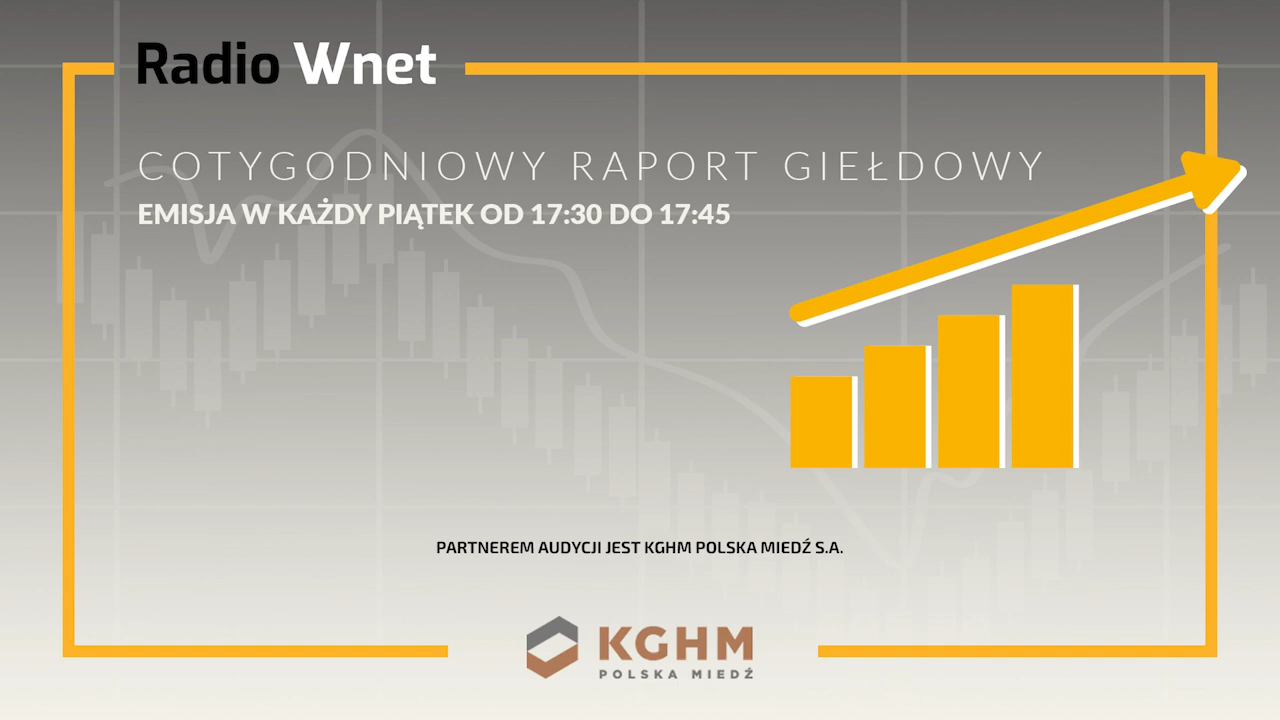 Radio Wnet
COTYGODNIOWY RAPORT GIEŁDOWY
EMISJA W KAŻDY PIĄTEK OD 17:30 DO 17:45
PARTNEREM AUDYCJI JEST KGHM POLSKA MIEDŹ S.A.
KGHM
POLSKA MIEDŹ